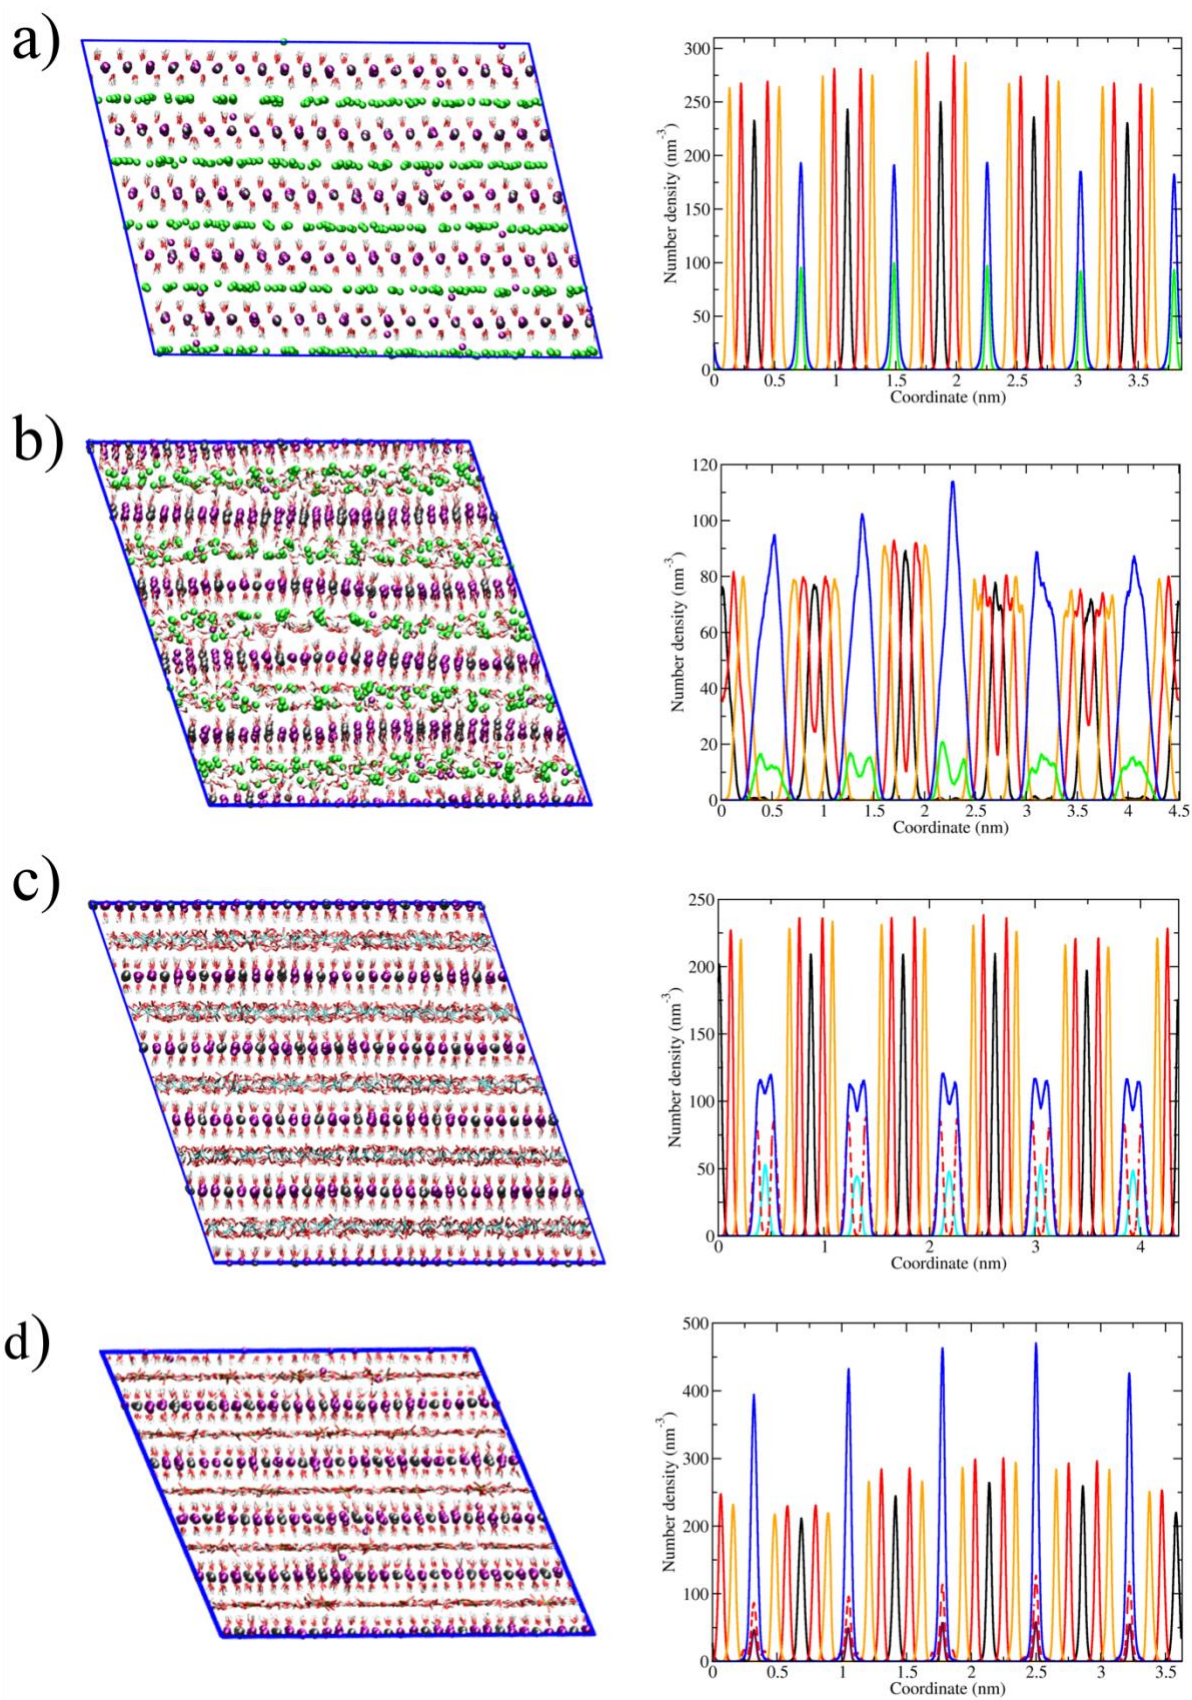 a)
300
250
200
150
100
50
0
Number density (nm⁻³)
0 0.5 1 1.5 2 2.5 3 3.5
Coordinate (nm)
b)
120
100
80
60
40
20
0
Number density (nm⁻³)
0 0.5 1 1.5 2 2.5 3 3.5 4 4.5
Coordinate (nm)
c)
250
200
150
100
50
0
Number density (nm⁻³)
0 1 2 3 4
Coordinate (nm)
d)
500
400
300
200
100
0
Number density (nm⁻³)
0 0.5 1 1.5 2 2.5 3 3.5
Coordinate (nm)